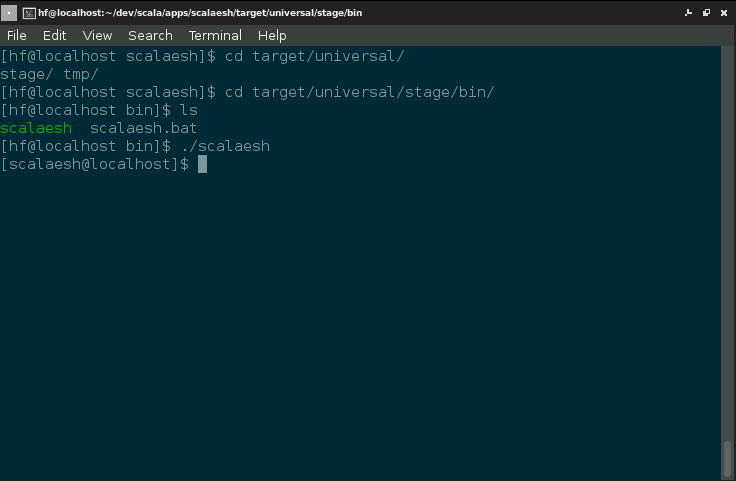 hf@localhost:~/dev/scala/apps/scalaesh/target/universal/stage/bin
File Edit View Search Terminal Help
[hf@localhost scalaesh]$ cd target/universal/
stage/ tmp/
[hf@localhost scalaesh]$ cd target/universal/stage/bin/
[hf@localhost bin]$ ls
scalaesh  scalaesh.bat
[hf@localhost bin]$ ./scalaesh
[scalaesh@localhost]$